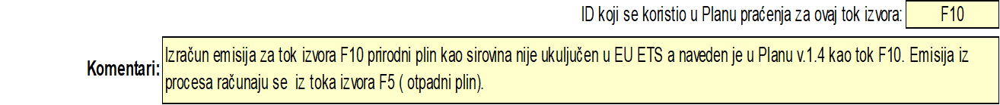 ID koji se koristio u Planu praćenja za ovaj tok izvora: F10
Komentari: Izračun emisija za tok izvora F10 prirodni plin kao sirovina nije ukuljučen u EU ETS a naveden je u Planu v.1.4 kao tok F10. Emisija iz
procesa računaju se iz toka izvora F5 ( otpadni plin).